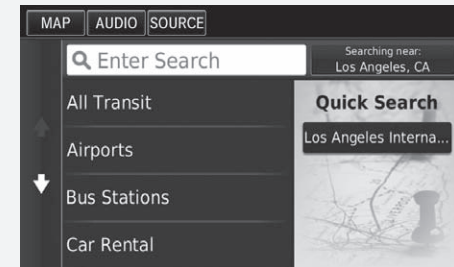 MAP AUDIO SOURCE
Enter Search
Searching near:
Los Angeles, CA
All Transit
Quick Search
Los Angeles Interna...
Airports
Bus Stations
Car Rental